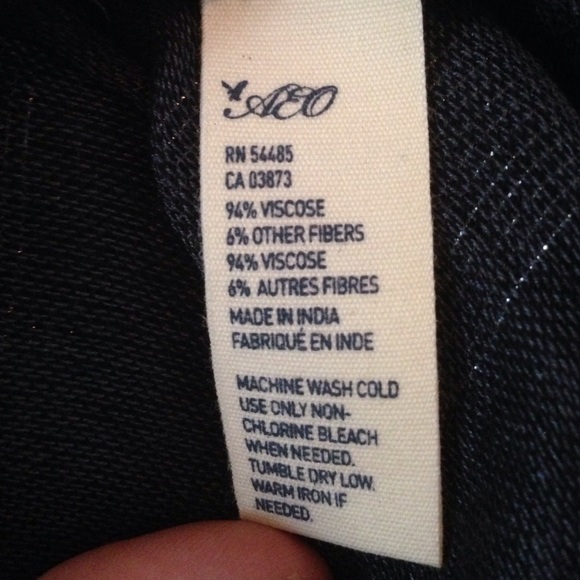 AEO
RN 54485
CA 03873
94% VISCOSE
6% OTHER FIBERS
94% VISCOSE
6% AUTRES FIBRES
MADE IN INDIA
FABRIQUÉ EN INDE
MACHINE WASH COLD
USE ONLY NON-
CHLORINE BLEACH
WHEN NEEDED.
TUMBLE DRY LOW.
WARM IRON IF
NEEDED.